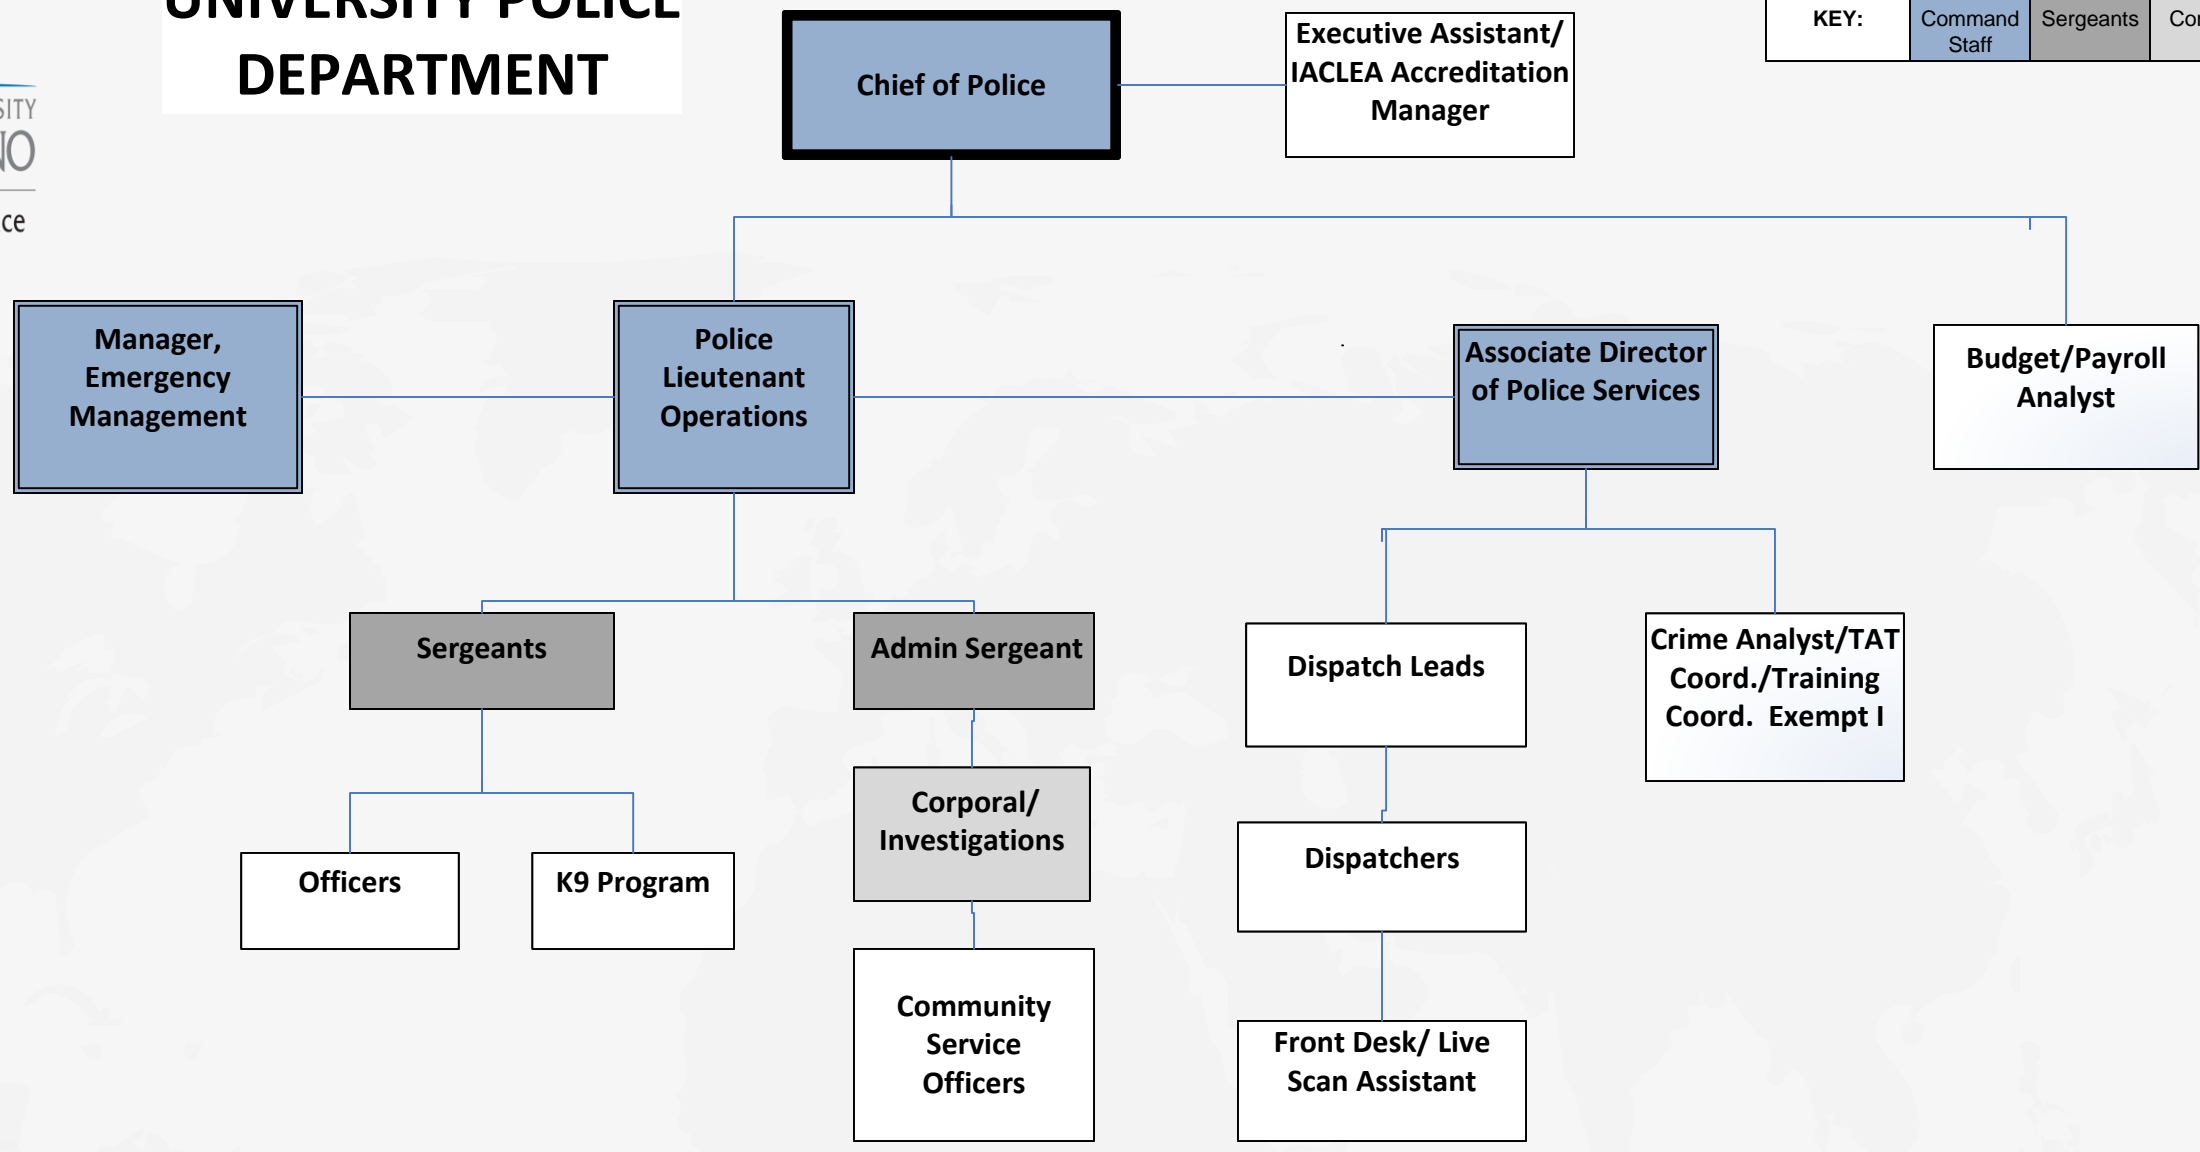 UNIVERSITY POLICE
DEPARTMENT
KEY:
Command
Staff
Sergeants
Chief of Police
Executive Assistant/
IACLEA Accreditation
Manager
Manager,
Emergency
Management
Police
Lieutenant
Operations
Associate Director
of Police Services
Budget/Payroll
Analyst
Sergeants
Admin Sergeant
Dispatch Leads
Crime Analyst/TAT
Coord./Training
Coord. Exempt I
Corporal/
Investigations
Officers
K9 Program
Dispatchers
Community
Service
Officers
Front Desk/ Live
Scan Assistant